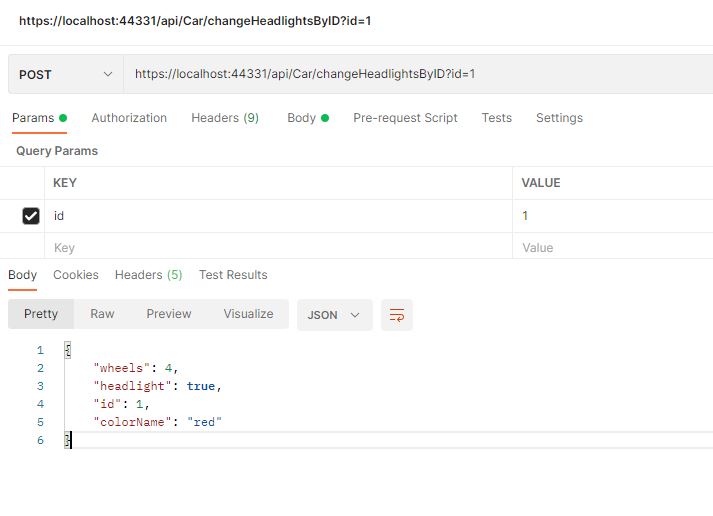 https://localhost:44331/api/Car/changeHeadlightsByID?id=1
POST https://localhost:44331/api/Car/changeHeadlightsByID?id=1
Params Authorization Headers (9) Body Pre-request Script Tests Settings
Query Params
KEY VALUE
id 1
Key Value
Body Cookies Headers (5) Test Results
Pretty Raw Preview Visualize JSON
1 {
2 "wheels": 4,
3 "headlight": true,
4 "id": 1,
5 "colorName": "red"
6 }